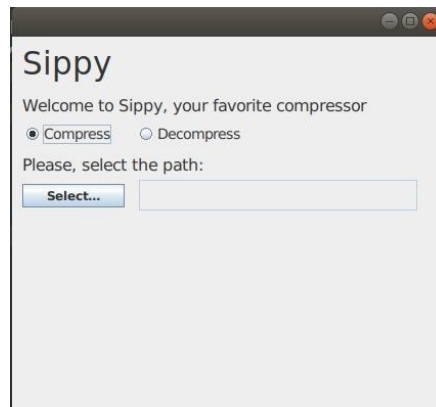 Sippy
Welcome to Sippy, your favorite compressor
Compress Decompress
Please, select the path:
Select...